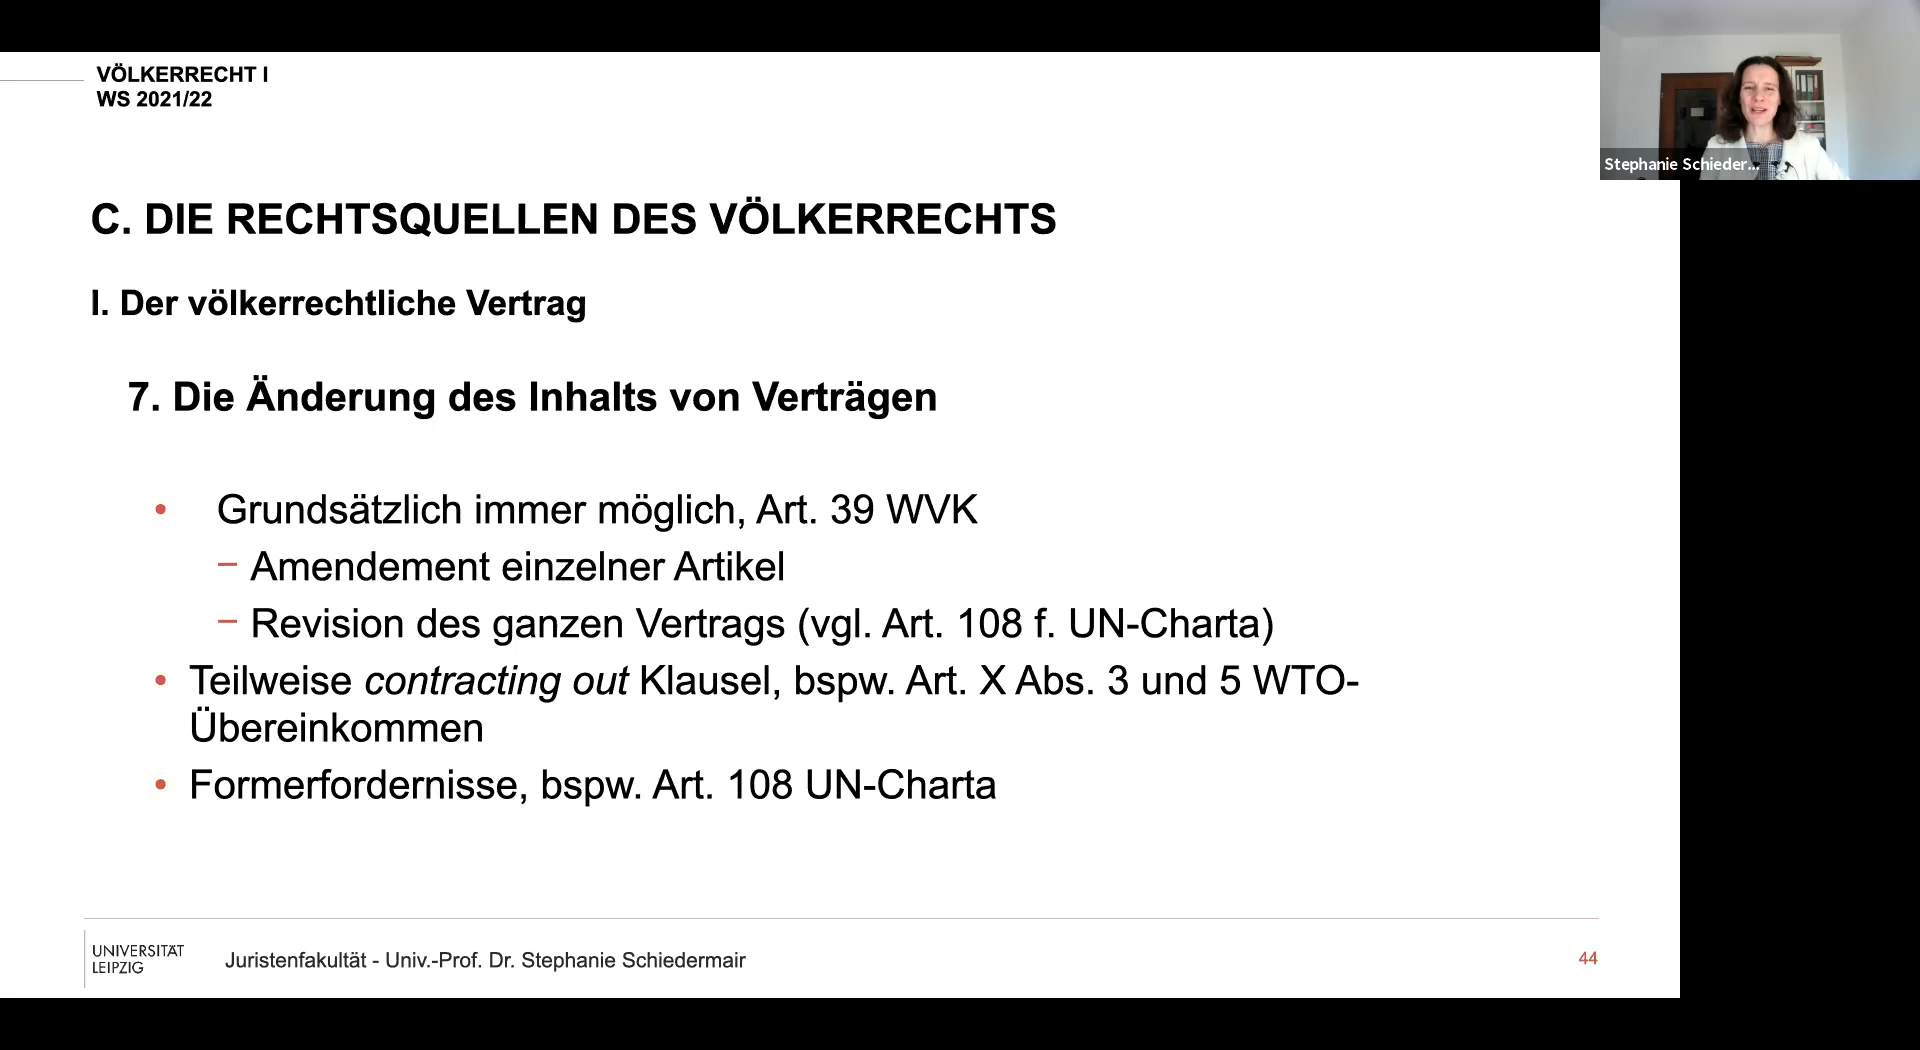 VÖLKERRECHT I
WS 2021/22
Stephanie Schieder...
C. DIE RECHTSQUELLEN DES VÖLKERRECHTS
I. Der völkerrechtliche Vertrag
7. Die Änderung des Inhalts von Verträgen
• Grundsätzlich immer möglich, Art. 39 WVK
– Amendement einzelner Artikel
– Revision des ganzen Vertrags (vgl. Art. 108 f. UN-Charta)
• Teilweise contracting out Klausel, bspw. Art. X Abs. 3 und 5 WTO-
Übereinkommen
• Formerfordernisse, bspw. Art. 108 UN-Charta
UNIVERSITÄT
LEIPZIG
Juristenfakultät - Univ.-Prof. Dr. Stephanie Schiedermair
44